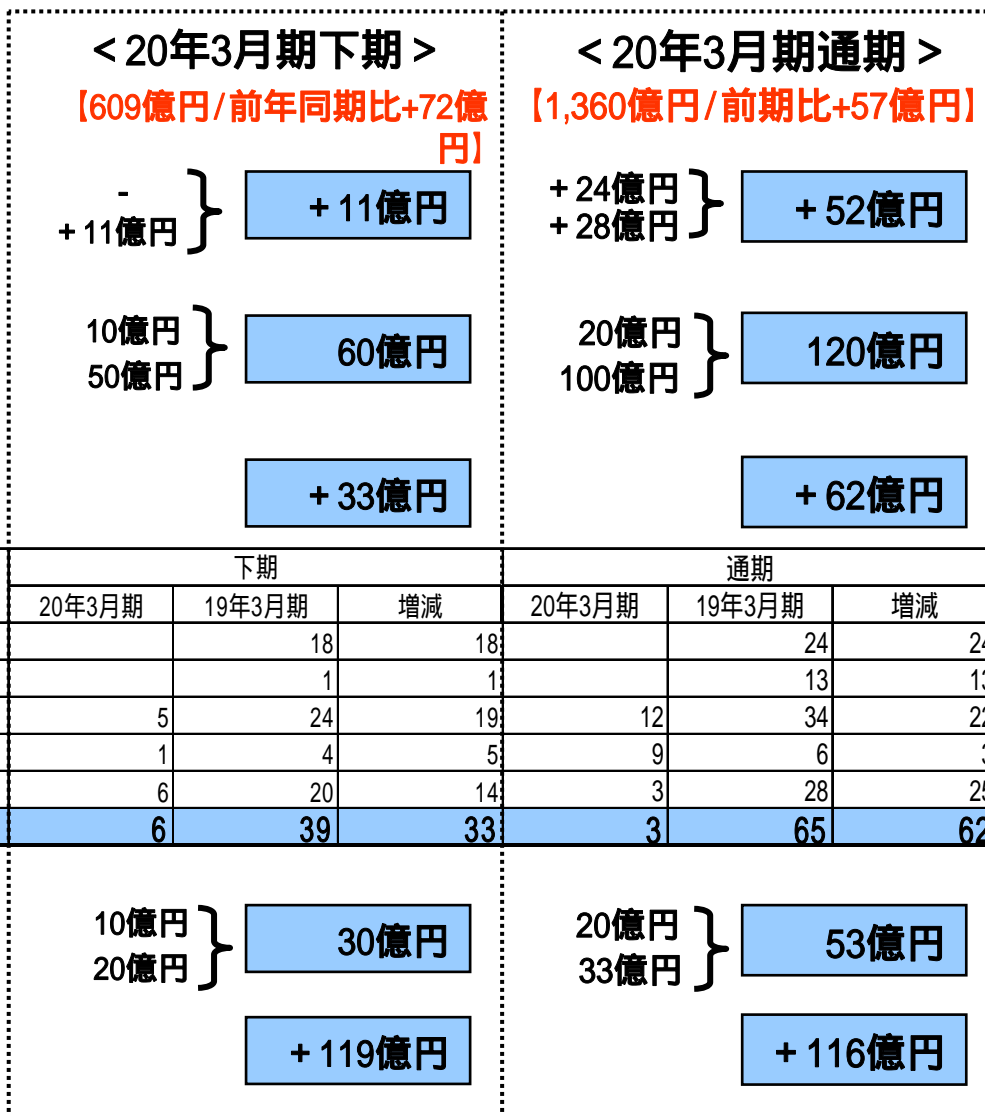 ＜20年3月期下期＞
【609億円/前年同期比+72億
円】
-
+11億円
+11億円
10億円
50億円
60億円
+33億円
＜20年3月期通期＞
【1,360億円/前期比+57億円】
+24億円
+28億円
+52億円
20億円
100億円
120億円
+62億円
下期 通期
20年3月期 19年3月期 増減 20年3月期 19年3月期 増減
18 18 24 24
1 1 13 13
5 24 19 12 34 22
1 4 5 9 6
6 20 14 3 28 25
6 39 33 3 65 62
10億円
20億円
30億円
+119億円
20億円
33億円
53億円
+116億円